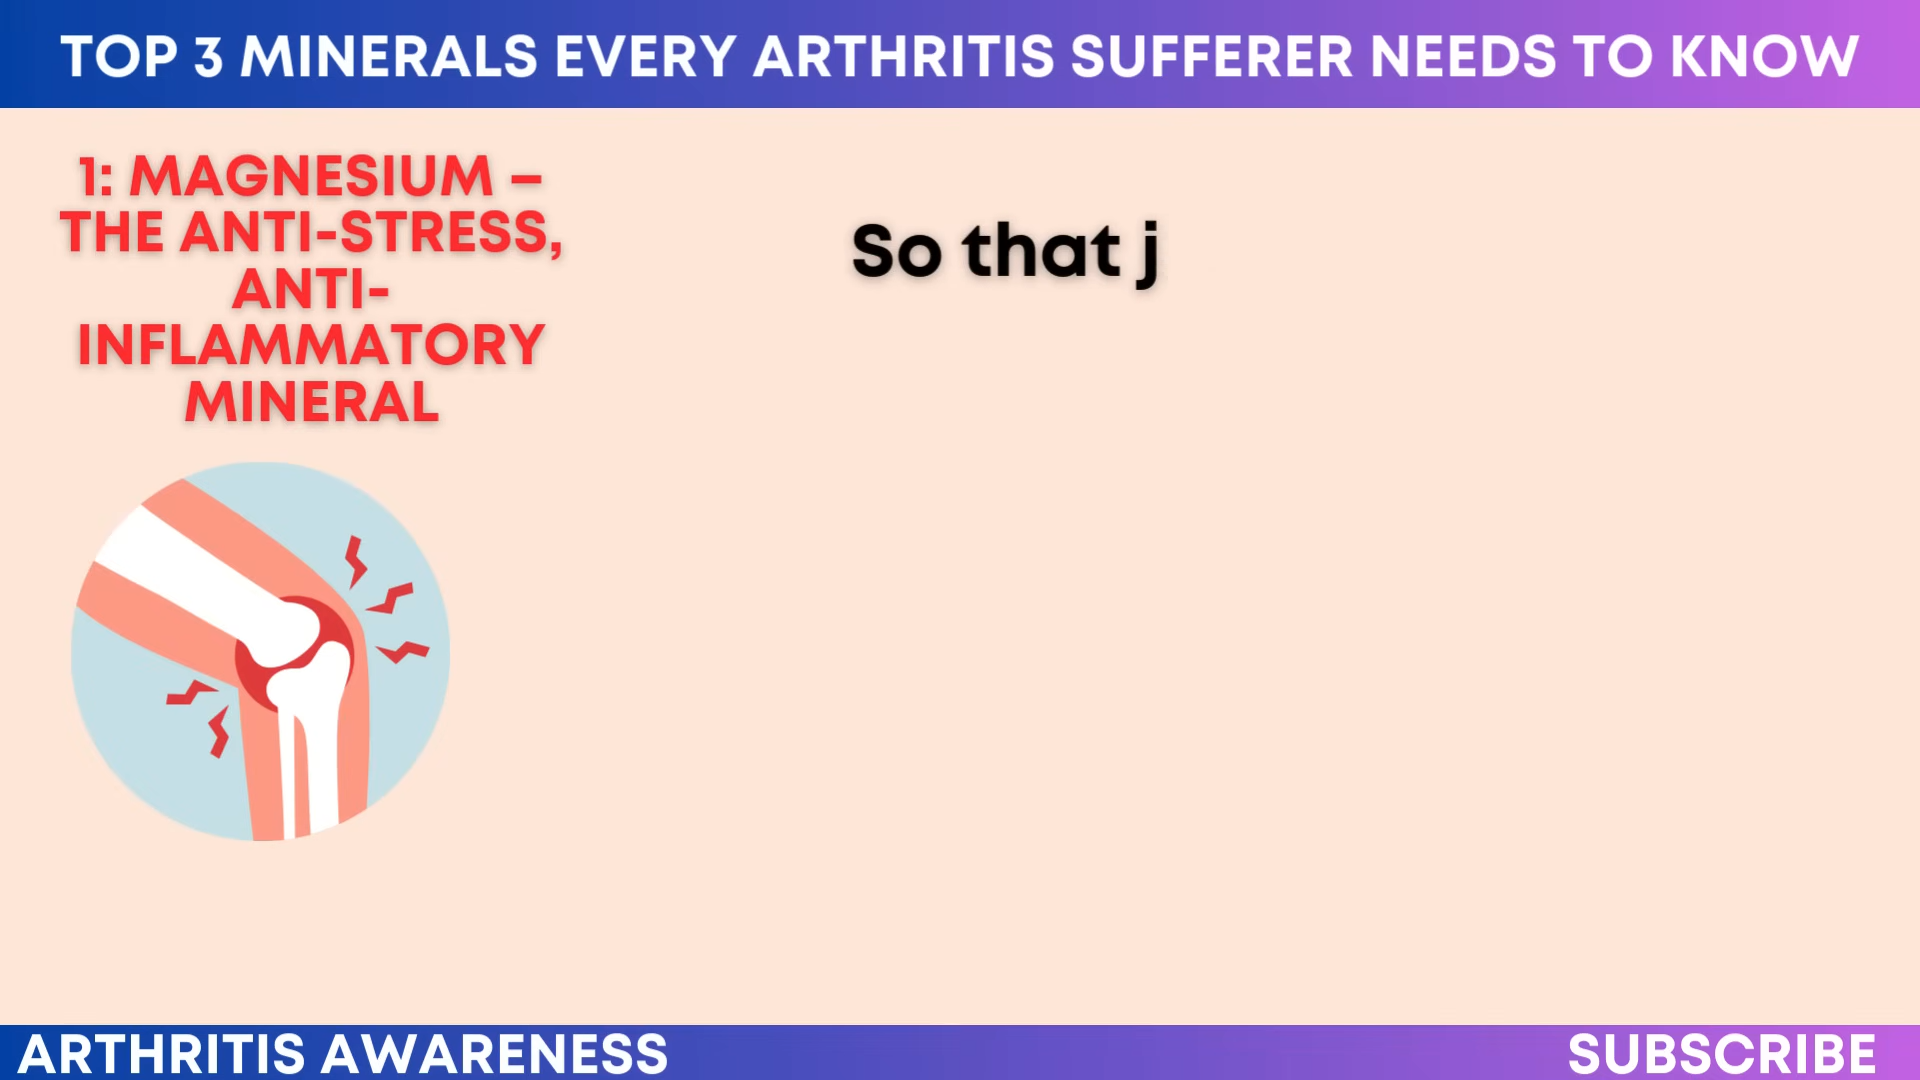 TOP 3 MINERALS EVERY ARTHRITIS SUFFERER NEEDS TO KNOW
1: MAGNESIUM –
THE ANTI-STRESS,
ANTI-
INFLAMMATORY
MINERAL
So that j
ARTHRITIS AWARENESS
SUBSCRIBE